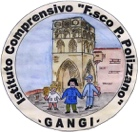 Istituto Comprensivo "F.sco P. Polizzano"
- GANGI -